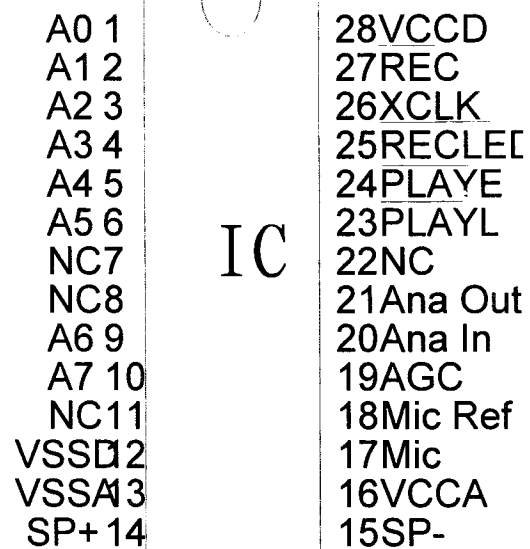 A0 1 28VCCD
A1 2 27REC
A2 3 26XCLK
A3 4 25RECLED
A4 5 24PLAYE
A5 6 23PLAYL
NC7 IC 22NC
NC8 21Ana Out
A6 9 20Ana In
A7 10 19AGC
NC11 18Mic Ref
VSSD12 17Mic
VSSA13 16VCCA
SP+ 14 15SP-